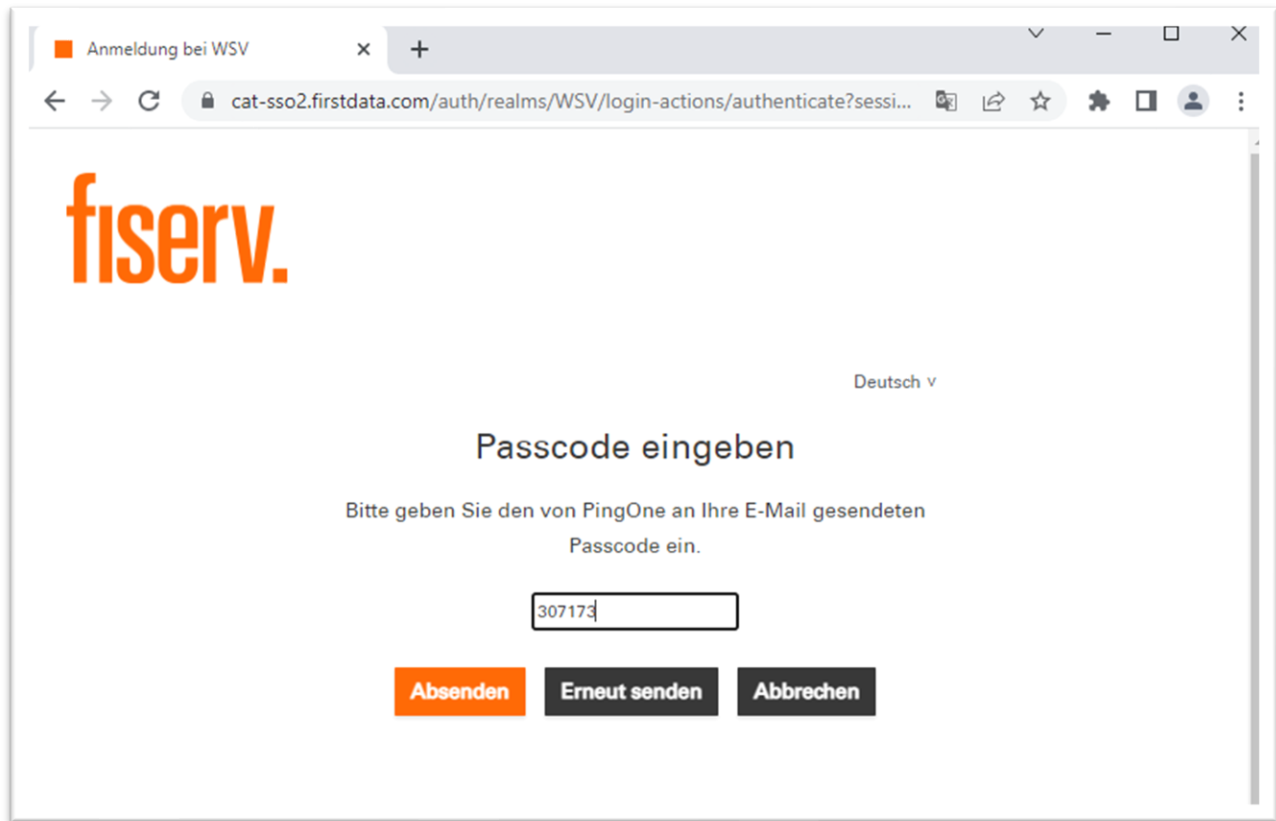 Anmeldung bei WSV
cat-sso2.firstdata.com/auth/realms/WSV/login-actions/authenticate?sessi...
fiserv.
Deutsch v
Passcode eingeben
Bitte geben Sie den von PingOne an Ihre E-Mail gesendeten
Passcode ein.
307173
Absenden Erneut senden Abbrechen